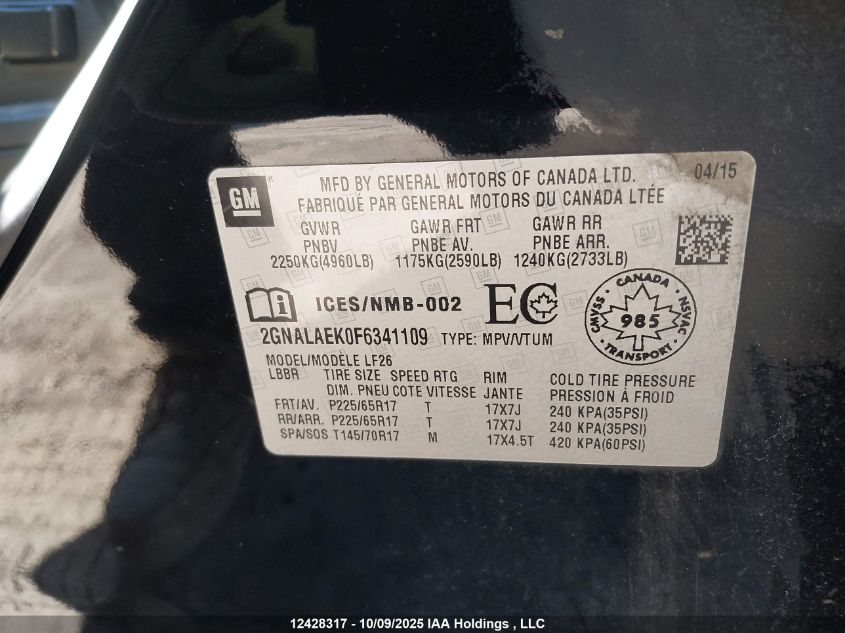 GM
MFD BY GENERAL MOTORS OF CANADA LTD. 04/15
FABRIQUÉ PAR GENERAL MOTORS DU CANADA LTÉE
GVWR GAWR FRT GAWR RR
PNBV PNBE AV. PNBE ARR.
2250KG(4960LB) 1175KG(2590LB) 1240KG(2733LB)
i ICES/NMB-002 EC
CANADA
CMVSS 985 NSVAC
TRANSPORT
2GNALAEK0F6341109 TYPE: MPV/VTUM
MODEL/MODÈLE LF26
LBBR TIRE SIZE SPEED RTG RIM COLD TIRE PRESSURE
DIM. PNEU COTE VITESSE JANTE PRESSION À FROID
FRT/AV. P225/65R17 T 17X7J 240 KPA(35PSI)
RR/ARR. P225/65R17 T 17X7J 240 KPA(35PSI)
SPA/SOS T145/70R17 M 17X4.5T 420 KPA(60PSI)
12428317 - 10/09/2025 IAA Holdings , LLC